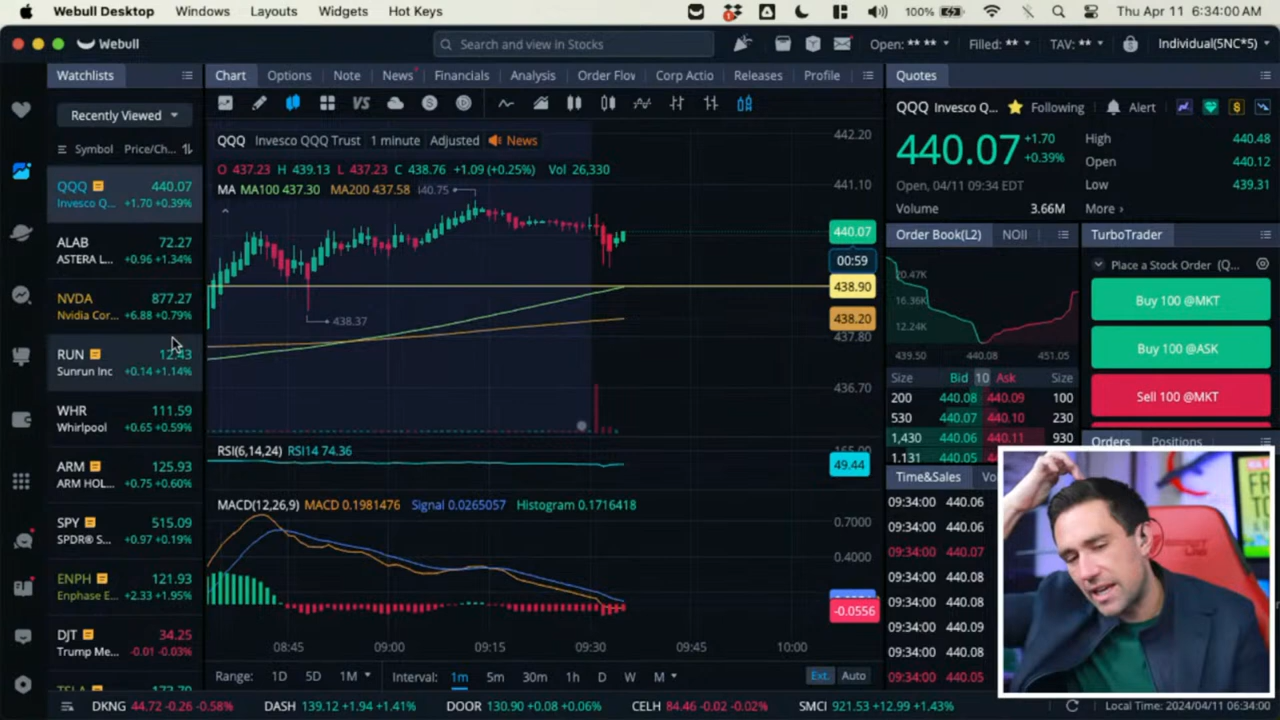 Webull Desktop Windows Layouts Widgets Hot Keys 100% Thu Apr 11 6:34:00 AM
Webull Search and view in Stocks Open: ** ** Filled: ** TAV: ** Individual(5NC*5)
Watchlists
Recently Viewed
Symbol Price/Ch...
QQQ 440.07
Invesco Q... +1.70 +0.39%
ALAB 72.27
ASTERA L... +0.96 +1.34%
NVDA 877.27
Nvidia Cor... +6.88 +0.79%
RUN 12.43
Sunrun Inc +0.14 +1.14%
WHR 111.59
Whirlpool +0.65 +0.59%
ARM 125.93
ARM HOL... +0.75 +0.60%
SPY 515.09
SPDR® S... +0.97 +0.19%
ENPH 121.93
Enphase E... +2.33 +1.95%
DJT 34.25
Trump Me... -0.01 -0.03%
Chart Options Note News Financials Analysis Order Flov Corp Actio Releases Profile
VS
QQQ Invesco QQQ Trust 1 minute Adjusted News
O 437.23 H 439.13 L 437.23 C 438.76 +1.09 (+0.25%) Vol 26,330
MA MA100 437.30 MA200 437.58 440.75
442.20
441.10
440.07
00:59
438.90
438.20
437.80
436.70
438.37
RSI(6,14,24) RSI14 74.36
49.44
MACD(12,26,9) MACD 0.1981476 Signal 0.0265057 Histogram 0.1716418
0.7000
0.4000
-0.0556
08:45 09:00 09:15 09:30 09:45 10:00
Range: 1D 5D 1M Interval: 1m 5m 30m 1h D W M Ext. Auto
Quotes
QQQ Invesco Q... Following Alert
440.07 +1.70
+0.39%
High 440.48
Open 440.12
Low 439.31
Open, 04/11 09:34 EDT
Volume 3.66M More ›
Order Book(L2) NOII
20.47K
16.36K
12.24K
439.50 440.08 451.05
Size Bid 10 Ask Size
200 440.08 440.09 100
530 440.07 440.10 230
1,430 440.06 440.11 930
1,131 440.05
TurboTrader
Place a Stock Order (Q...
Buy 100 @MKT
Buy 100 @ASK
Sell 100 @MKT
Orders Positions
Time&Sales Vo
09:34:00 440.06
09:34:00 440.06
09:34:00 440.07
09:34:00 440.08
09:34:00 440.08
09:34:00 440.09
09:34:00 440.08
09:34:00 440.05
DKNG 44.72 -0.26 -0.58% DASH 139.12 +1.94 +1.41% DOOR 130.90 +0.08 +0.06% CELH 84.46 -0.02 -0.02% SMCI 921.53 +12.99 +1.43% Local Time: 2024/04/11 06:34:00